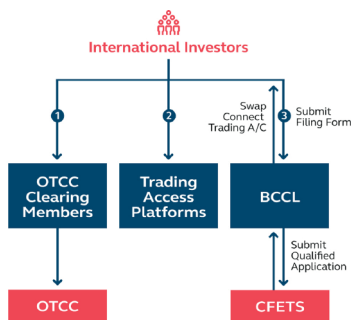 International Investors
1
2
3
Swap
Connect
Trading A/C
Submit
Filing Form
OTCC
Clearing
Members
Trading
Access
Platforms
BCCL
Submit
Qualified
Application
OTCC
CFETS